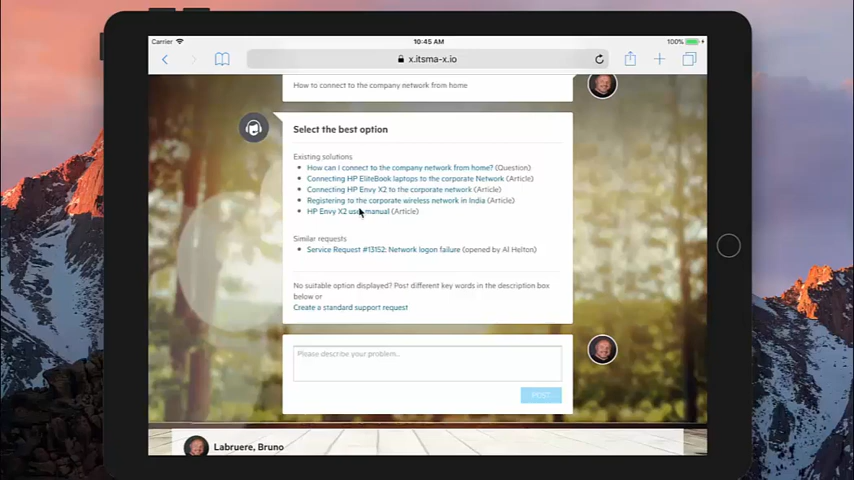 Carrier
10:45 AM
100%
x.itsma-x.io
How to connect to the company network from home
Select the best option
Existing solutions
How can I connect to the company network from home? (Question)
Connecting HP EliteBook laptops to the corporate Network (Article)
Connecting HP Envy X2 to the corporate network (Article)
Registering to the corporate wireless network in India (Article)
HP Envy X2 user manual (Article)
Similar requests
Service Request #13152: Network logon failure (opened by Al Helton)
No suitable option displayed? Post different key words in the description box
below or
Create a standard support request
Please describe your problem...
POST
Labruere, Bruno